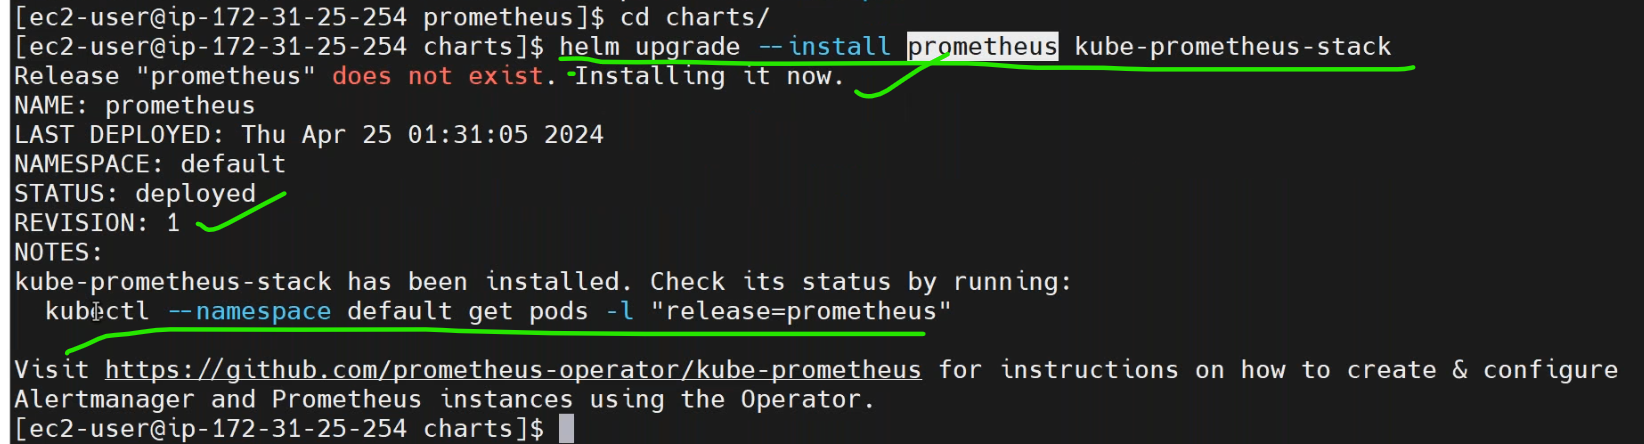 [ec2-user@ip-172-31-25-254 prometheus]$ cd charts/
[ec2-user@ip-172-31-25-254 charts]$ helm upgrade --install prometheus kube-prometheus-stack
Release "prometheus" does not exist. Installing it now.
NAME: prometheus
LAST DEPLOYED: Thu Apr 25 01:31:05 2024
NAMESPACE: default
STATUS: deployed
REVISION: 1
NOTES:
kube-prometheus-stack has been installed. Check its status by running:
  kubectl --namespace default get pods -l "release=prometheus"
Visit https://github.com/prometheus-operator/kube-prometheus for instructions on how to create & configure
Alertmanager and Prometheus instances using the Operator.
[ec2-user@ip-172-31-25-254 charts]$